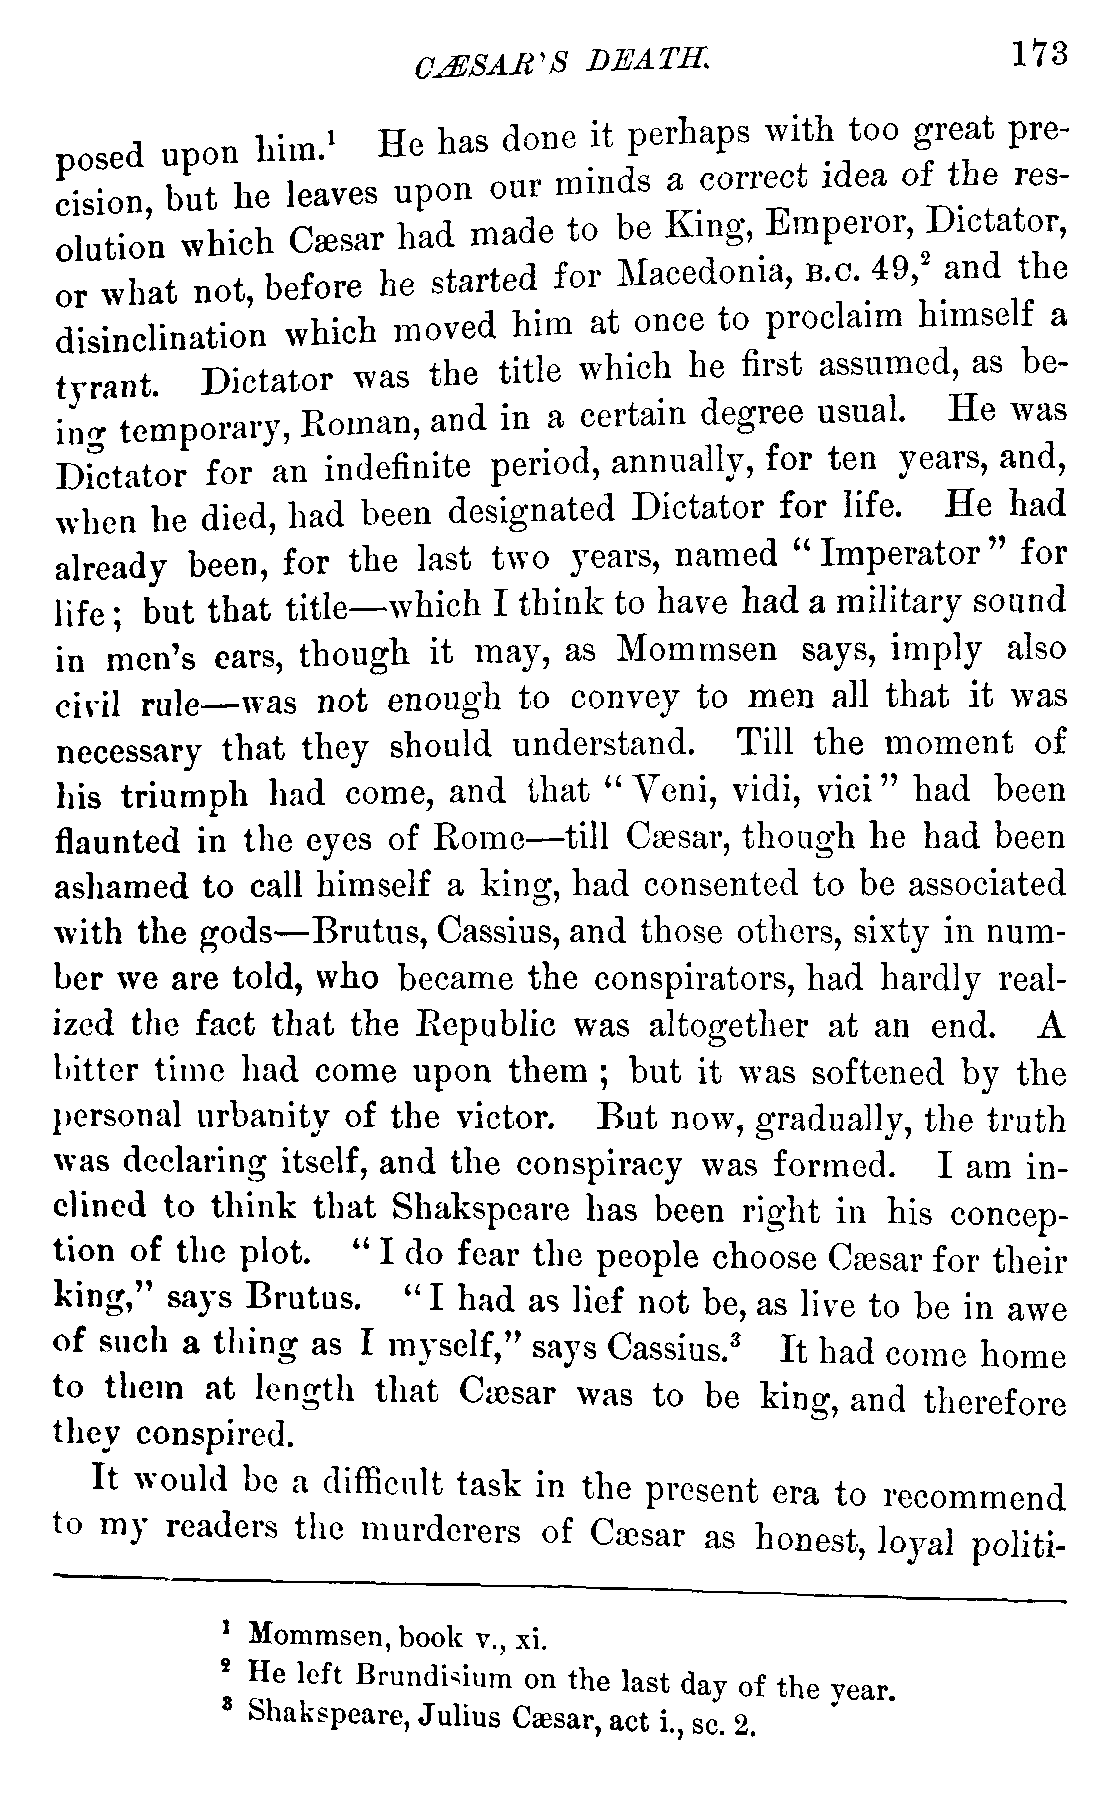 CÆSAR'S DEATH. 173
posed upon him.¹ He has done it perhaps with too great pre-
cision, but he leaves upon our minds a correct idea of the res-
olution which Cæsar had made to be King, Emperor, Dictator,
or what not, before he started for Macedonia, B.C. 49,² and the
disinclination which moved him at once to proclaim himself a
tyrant. Dictator was the title which he first assumed, as be-
ing temporary, Roman, and in a certain degree usual. He was
Dictator for an indefinite period, annually, for ten years, and,
when he died, had been designated Dictator for life. He had
already been, for the last two years, named “Imperator” for
life; but that title—which I think to have had a military sound
in men's ears, though it may, as Mommsen says, imply also
civil rule—was not enough to convey to men all that it was
necessary that they should understand. Till the moment of
his triumph had come, and that “Veni, vidi, vici” had been
flaunted in the eyes of Rome—till Cæsar, though he had been
ashamed to call himself a king, had consented to be associated
with the gods—Brutus, Cassius, and those others, sixty in num-
ber we are told, who became the conspirators, had hardly real-
ized the fact that the Republic was altogether at an end. A
bitter time had come upon them; but it was softened by the
personal urbanity of the victor. But now, gradually, the truth
was declaring itself, and the conspiracy was formed. I am in-
clined to think that Shakspeare has been right in his concep-
tion of the plot. “I do fear the people choose Cæsar for their
king,” says Brutus. “I had as lief not be, as live to be in awe
of such a thing as I myself,” says Cassius.³ It had come home
to them at length that Cæsar was to be king, and therefore
they conspired.
It would be a difficult task in the present era to recommend
to my readers the murderers of Cæsar as honest, loyal politi-
¹ Mommsen, book v., xi.
² He left Brundisium on the last day of the year.
³ Shakspeare, Julius Cæsar, act i., sc. 2.